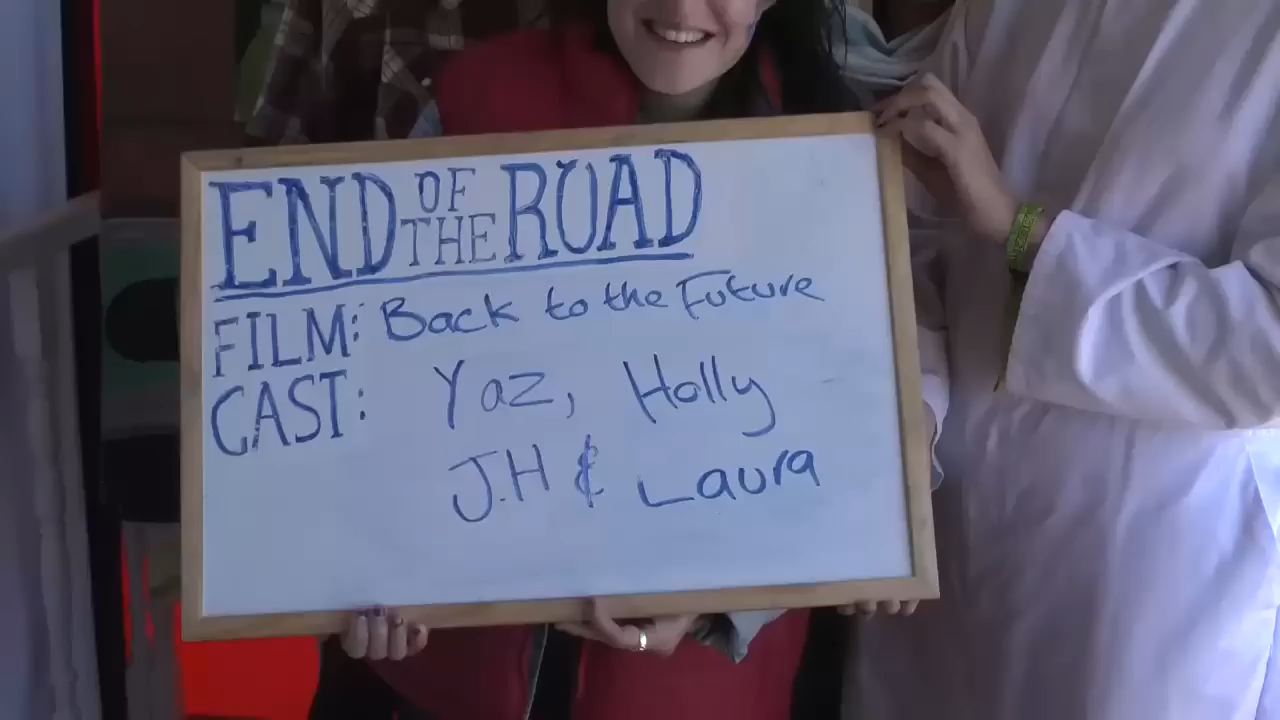 END OF THE ROAD
FILM: Back to the Future
CAST: Yaz, Holly
J.H & Laura